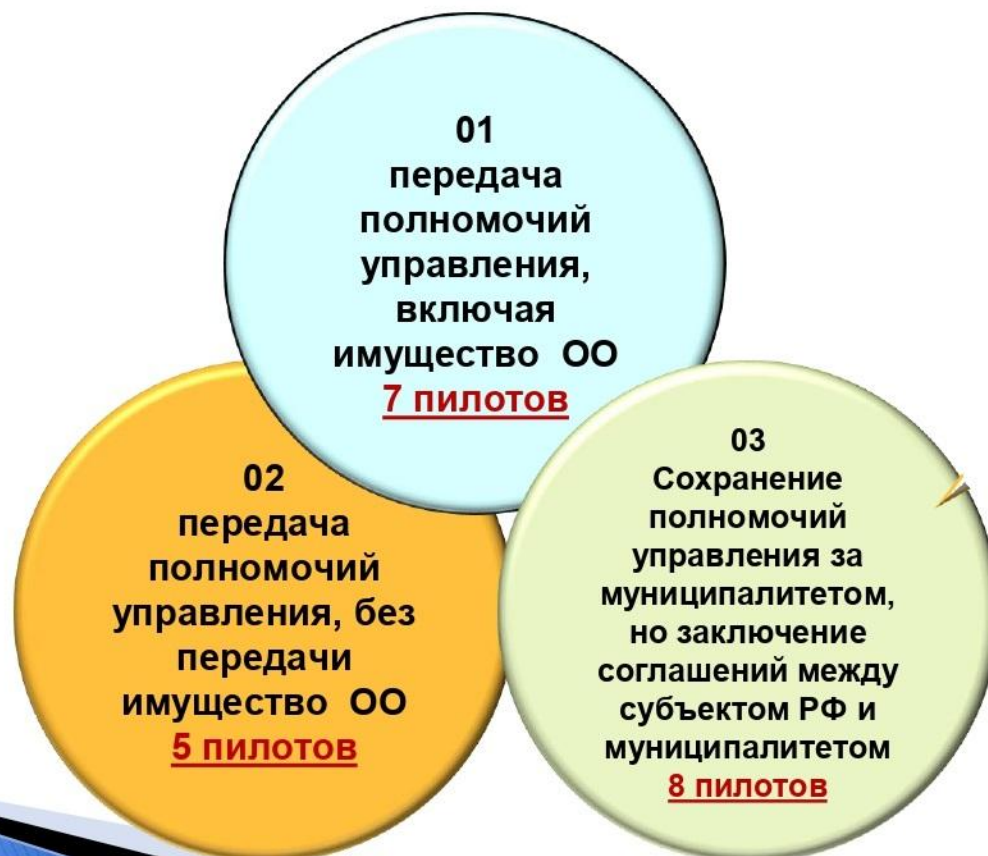 01
передача
полномочий
управления,
включая
имущество ОО
7 пилотов
02
передача
полномочий
управления, без
передачи
имущество ОО
5 пилотов
03
Сохранение
полномочий
управления за
муниципалитетом,
но заключение
соглашений между
субъектом РФ и
муниципалитетом
8 пилотов